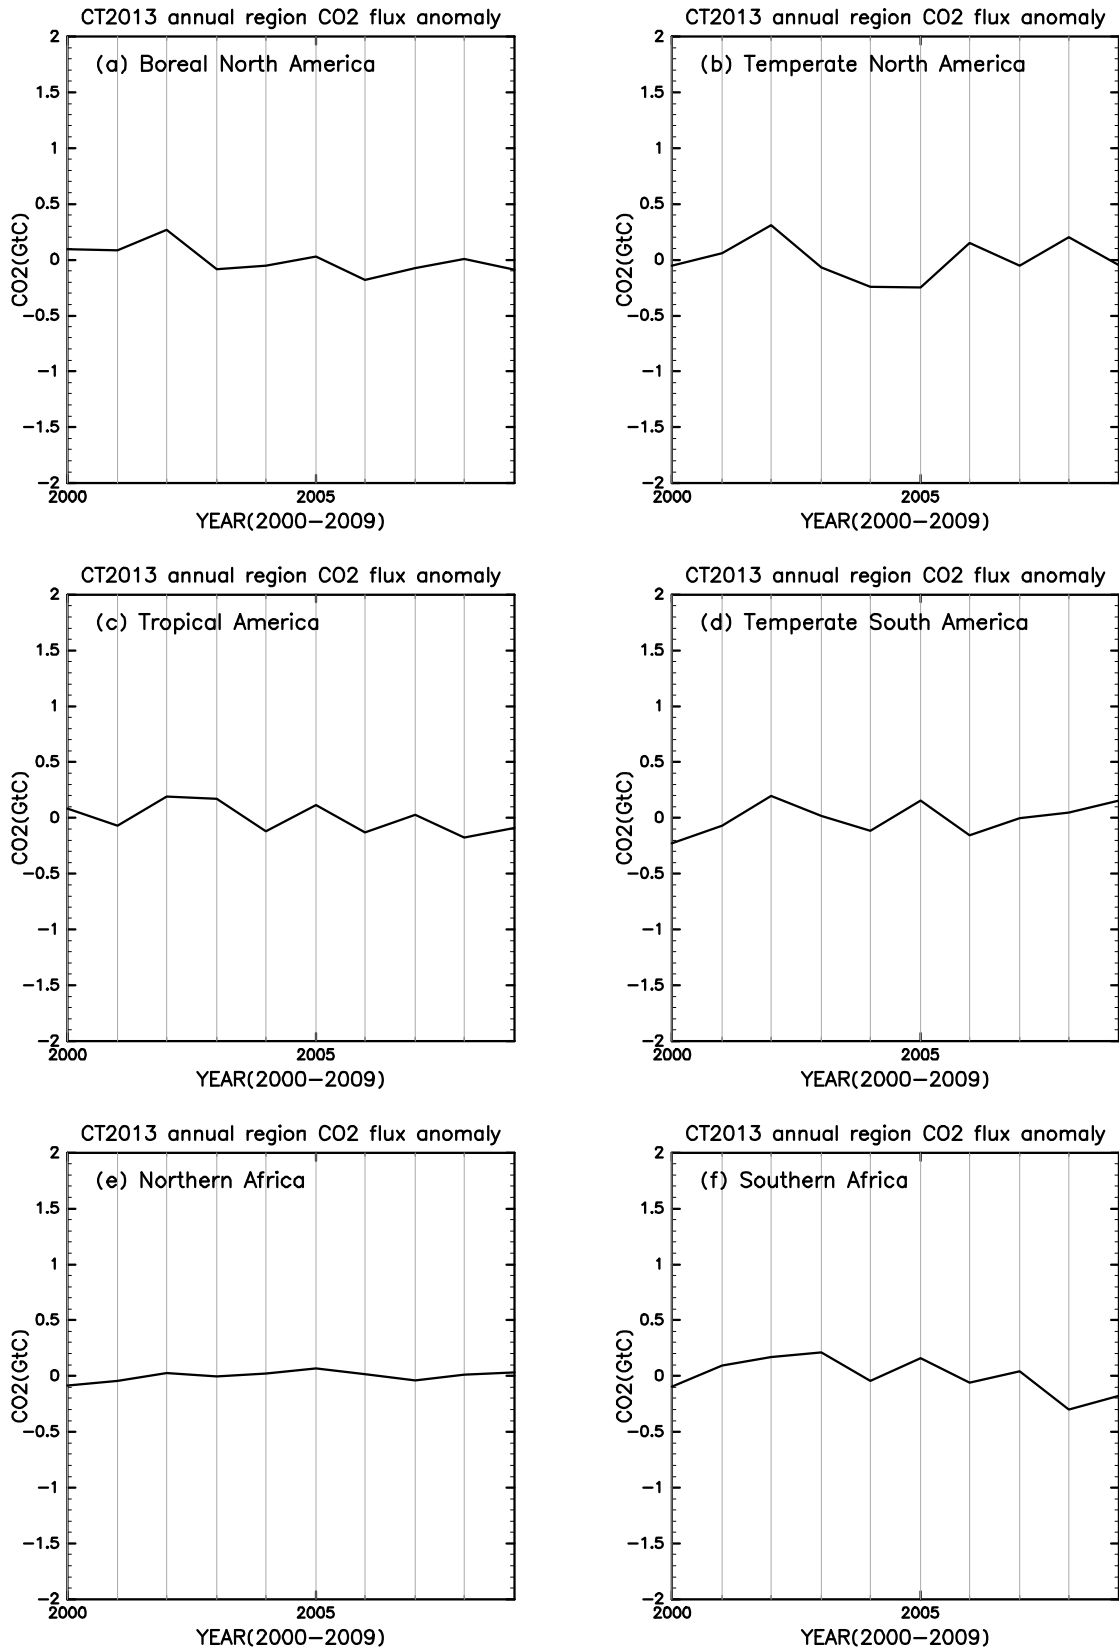 CT2013 annual region CO2 flux anomaly
(a) Boreal North America
2
1.5
1
0.5
0
−0.5
−1
−1.5
−2
CO2(GtC)
2000
2005
YEAR(2000−2009)
CT2013 annual region CO2 flux anomaly
(b) Temperate North America
2
1.5
1
0.5
0
−0.5
−1
−1.5
−2
CO2(GtC)
2000
2005
YEAR(2000−2009)
CT2013 annual region CO2 flux anomaly
(c) Tropical America
2
1.5
1
0.5
0
−0.5
−1
−1.5
−2
CO2(GtC)
2000
2005
YEAR(2000−2009)
CT2013 annual region CO2 flux anomaly
(d) Temperate South America
2
1.5
1
0.5
0
−0.5
−1
−1.5
−2
CO2(GtC)
2000
2005
YEAR(2000−2009)
CT2013 annual region CO2 flux anomaly
(e) Northern Africa
2
1.5
1
0.5
0
−0.5
−1
−1.5
−2
CO2(GtC)
2000
2005
YEAR(2000−2009)
CT2013 annual region CO2 flux anomaly
(f) Southern Africa
2
1.5
1
0.5
0
−0.5
−1
−1.5
−2
CO2(GtC)
2000
2005
YEAR(2000−2009)